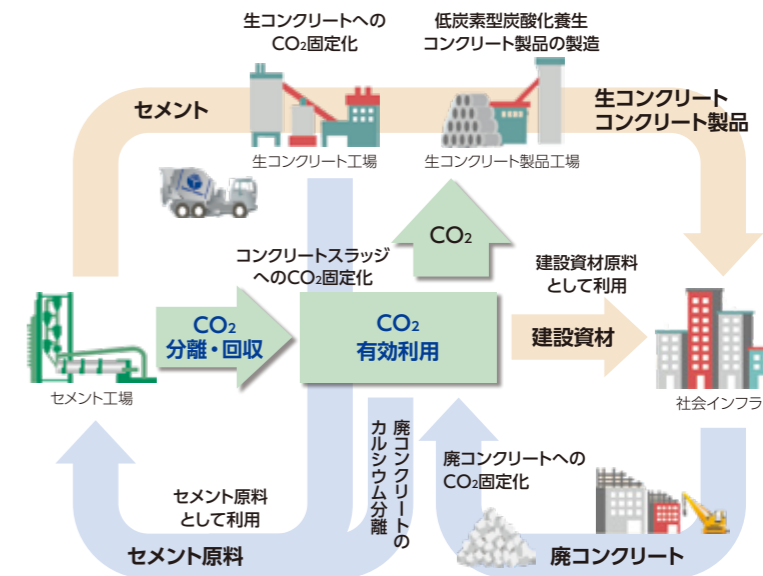 生コンクリートへの
CO₂固定化
低炭素型炭酸化養生
コンクリート製品の製造
セメント
生コンクリート
コンクリート製品
生コンクリート工場
生コンクリート製品工場
CO₂
コンクリートスラッジ
へのCO₂固定化
建設資材原料
として利用
CO₂
分離・回収
CO₂
有効利用
建設資材
セメント工場
社会インフラ
廃コンクリートの
カルシウム分離
廃コンクリートへの
CO₂固定化
セメント原料
として利用
セメント原料
廃コンクリート